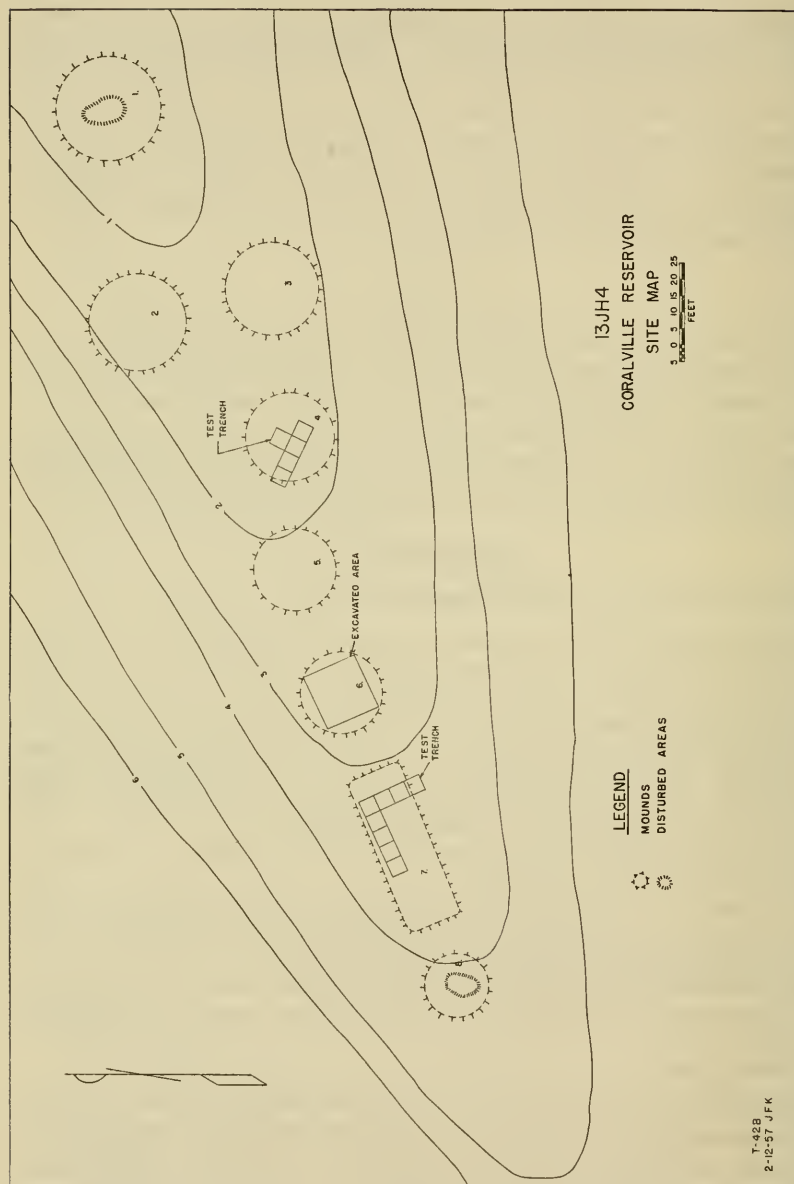 13JH4
CORALVILLE RESERVOIR
SITE MAP
5 0 5 10 15 20 25
FEET
LEGEND
MOUNDS
DISTURBED AREAS
1.
2
3
TEST
TRENCH
4
5.
EXCAVATED AREA
6.
TEST
TRENCH
7.
8.
1
2
3
4
5
6
T-42B
2-12-57 JFK